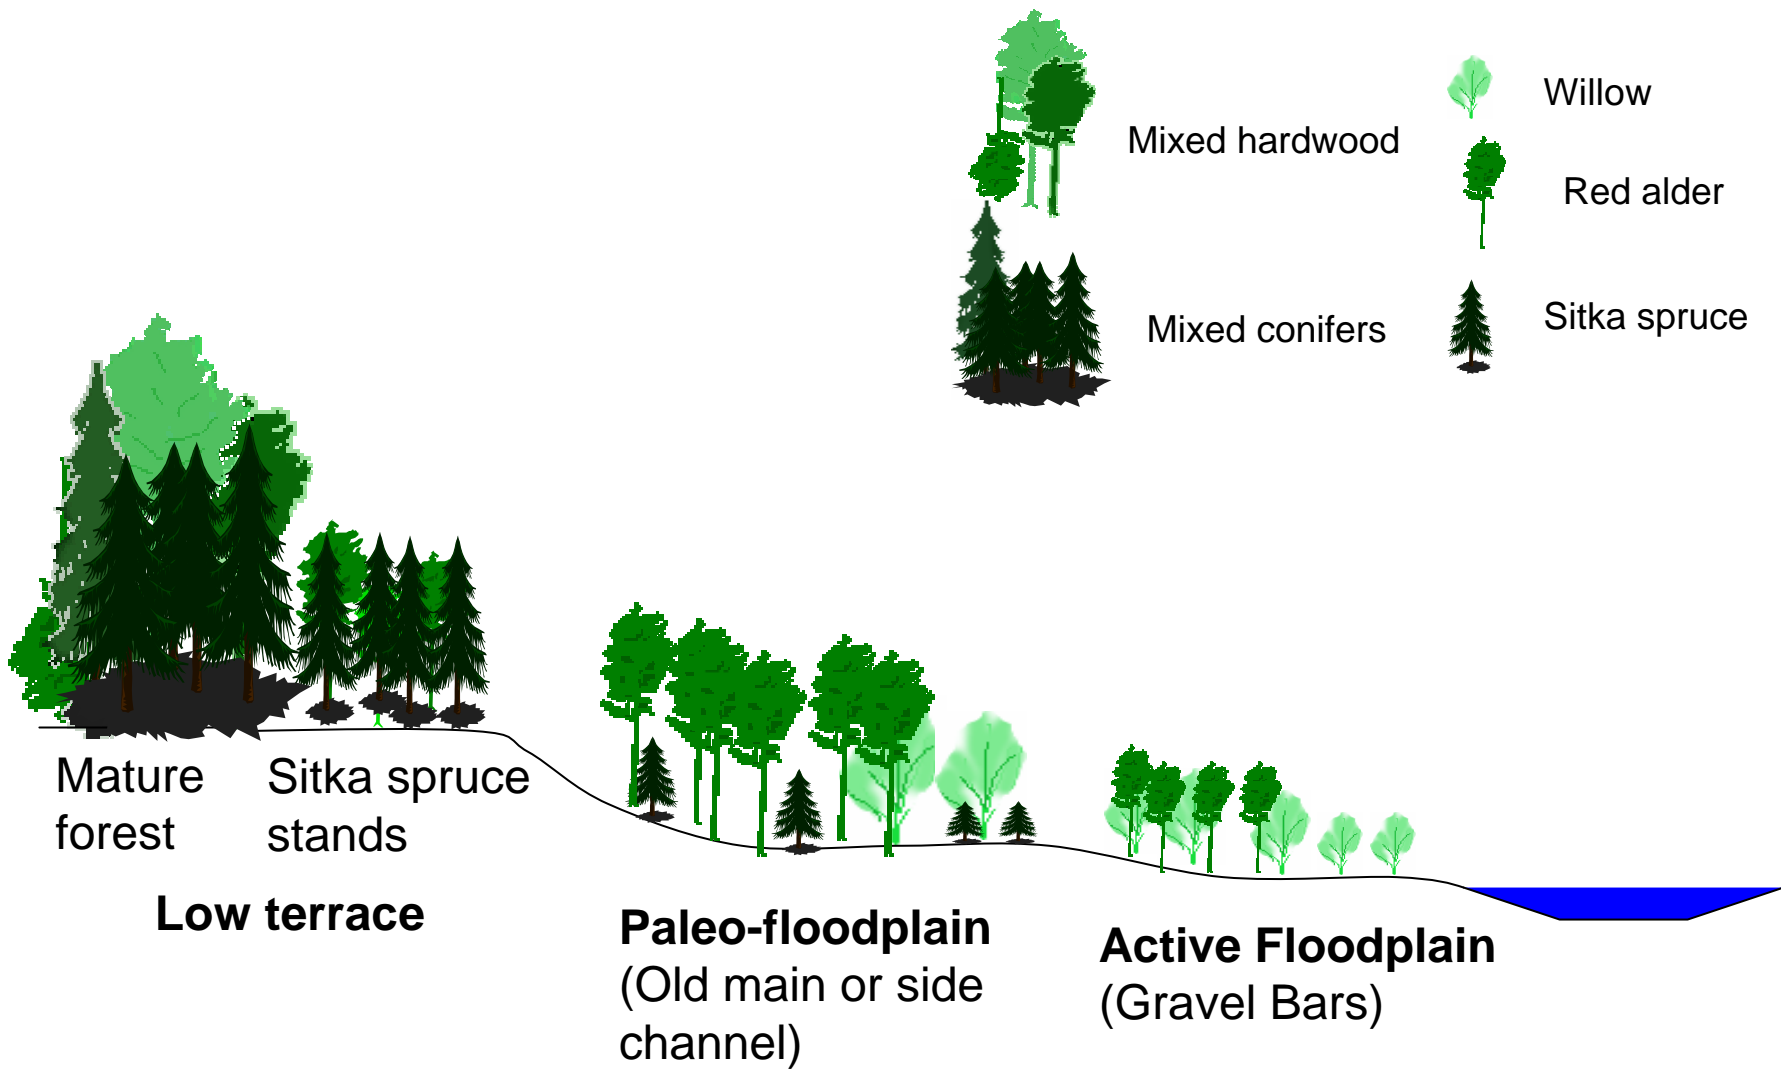 Willow
Mixed hardwood
Red alder
Mixed conifers
Sitka spruce
Mature
forest
Sitka spruce
stands
Low terrace
Paleo-floodplain
(Old main or side
channel)
Active Floodplain
(Gravel Bars)